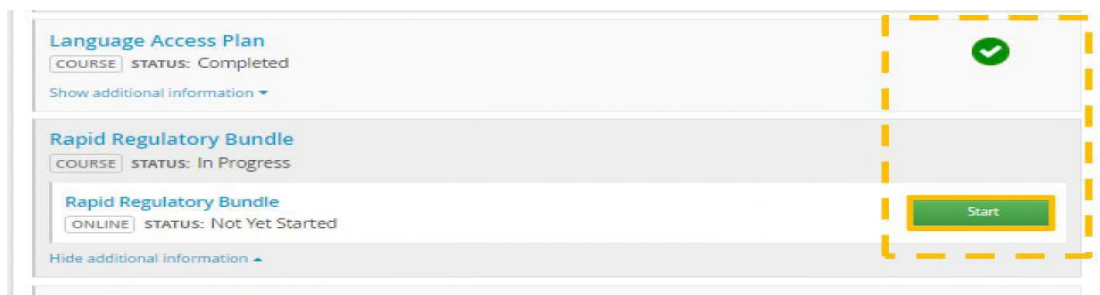 Language Access Plan
COURSE STATUS: Completed
Show additional information
Rapid Regulatory Bundle
COURSE STATUS: In Progress
Rapid Regulatory Bundle
ONLINE STATUS: Not Yet Started
Start
Hide additional information